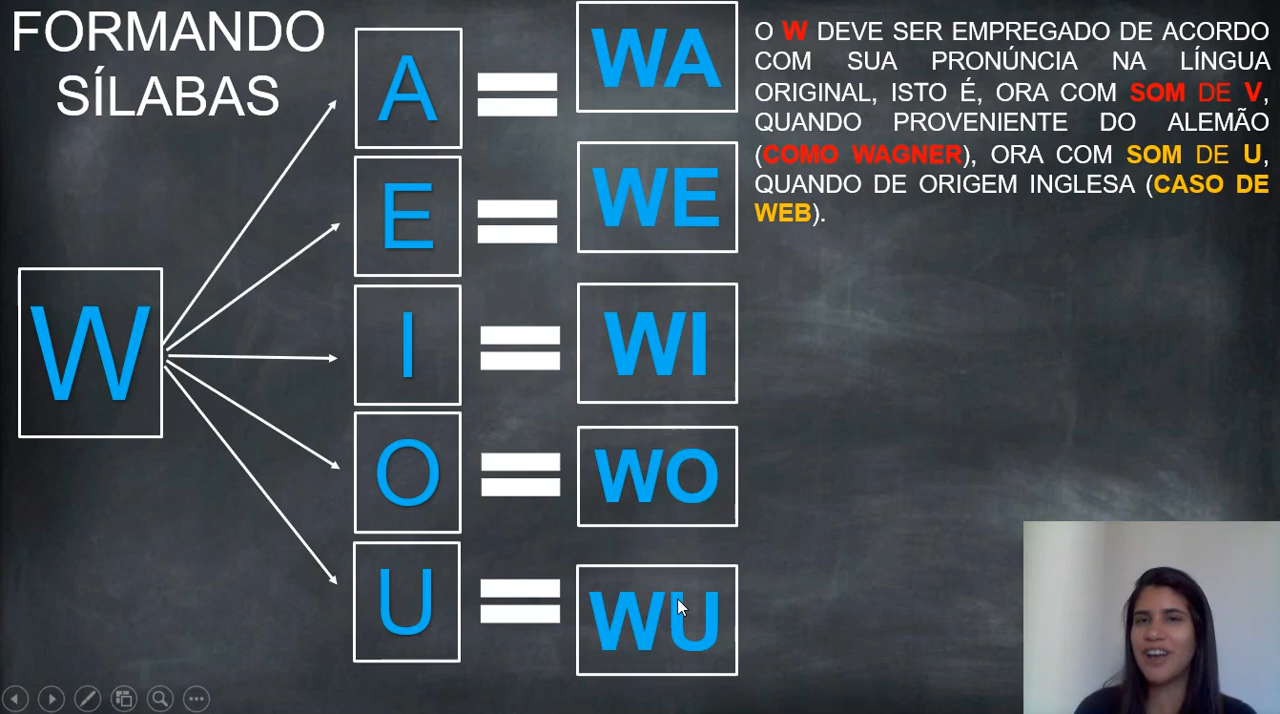 FORMANDO
SÍLABAS
W
A
WA
E
WE
I
WI
O
WO
U
WU
O W DEVE SER EMPREGADO DE ACORDO
COM SUA PRONÚNCIA NA LÍNGUA
ORIGINAL, ISTO É, ORA COM SOM DE V,
QUANDO PROVENIENTE DO ALEMÃO
(COMO WAGNER), ORA COM SOM DE U,
QUANDO DE ORIGEM INGLESA (CASO DE
WEB).